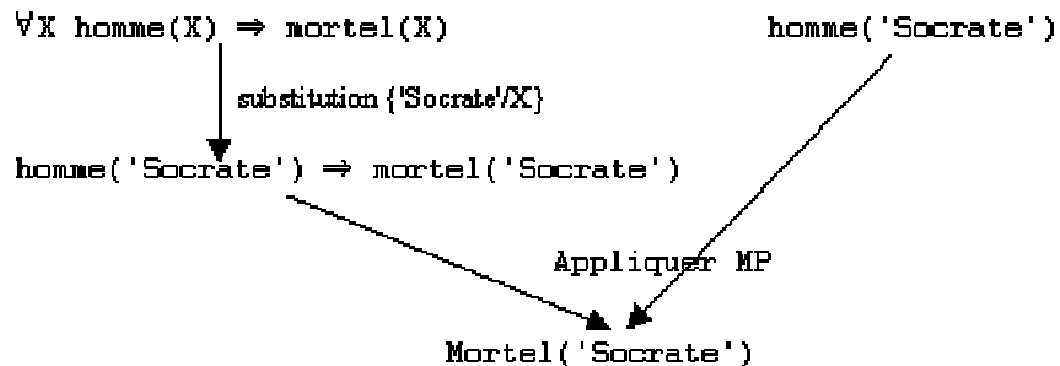 ∀X homme(X) ⇒ mortel(X)
homme('Socrate')
substitution {'Socrate'/X}
homme('Socrate') ⇒ mortel('Socrate')
Appliquer MP
Mortel('Socrate')